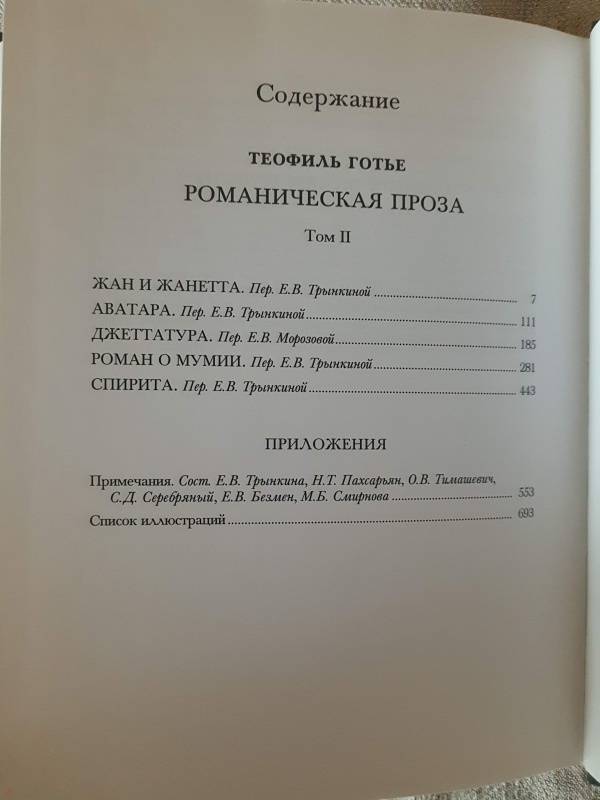 Содержание
ТЕОФИЛЬ ГОТЬЕ
РОМАНИЧЕСКАЯ ПРОЗА
Том II
ЖАН И ЖАНЕТТА. Пер. Е.В. Трынкиной ........ 7
АВАТАРА. Пер. Е.В. Трынкиной ........ 111
ДЖЕТТАТУРА. Пер. Е.В. Морозовой ........ 185
РОМАН О МУМИИ. Пер. Е.В. Трынкиной ........ 281
СПИРИТА. Пер. Е.В. Трынкиной ........ 443
ПРИЛОЖЕНИЯ
Примечания. Сост. Е.В. Трынкина, Н.Т. Пахсарьян, О.В. Тимашевич,
С.Д. Серебряный, Е.В. Безмен, М.Б. Смирнова ........ 553
Список иллюстраций ........ 693